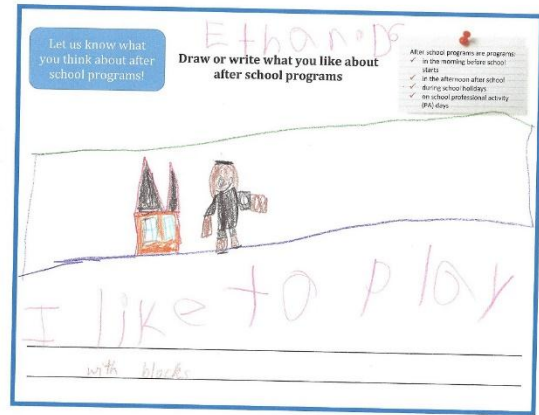 Ethan.DG
Let us know what
you think about after
school programs!
Draw or write what you like about
after school programs
After school programs are programs:
✓ in the morning before school
starts
✓ in the afternoon after school
✓ during school holidays
✓ on school professional activity
(PA) days
I like to play
with blocks